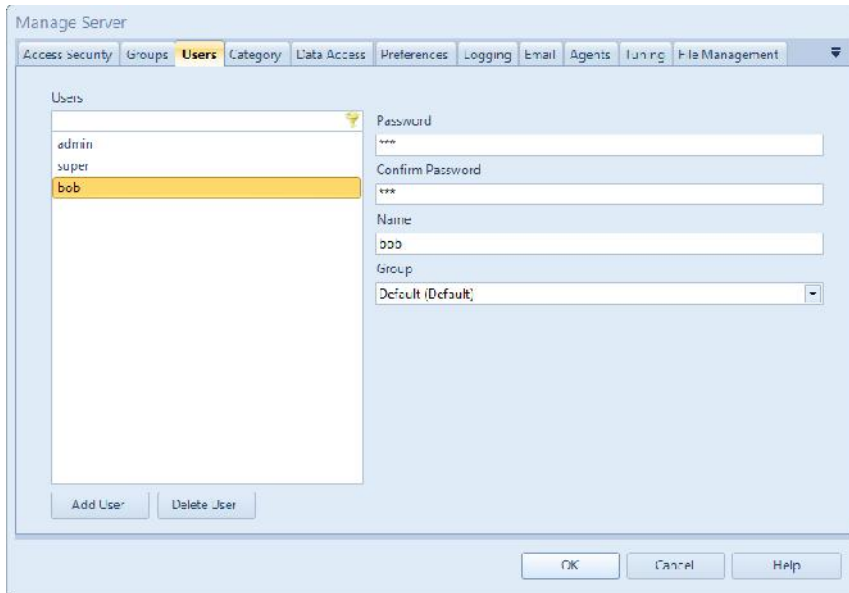 Manage Server
Access Security Groups Users Category Data Access Preferences Logging Email Agents Tuning File Management
Users
admin
super
bob
Password
***
Confirm Password
***
Name
bob
Group
Default (Default)
Add User Delete User
OK Cancel Help